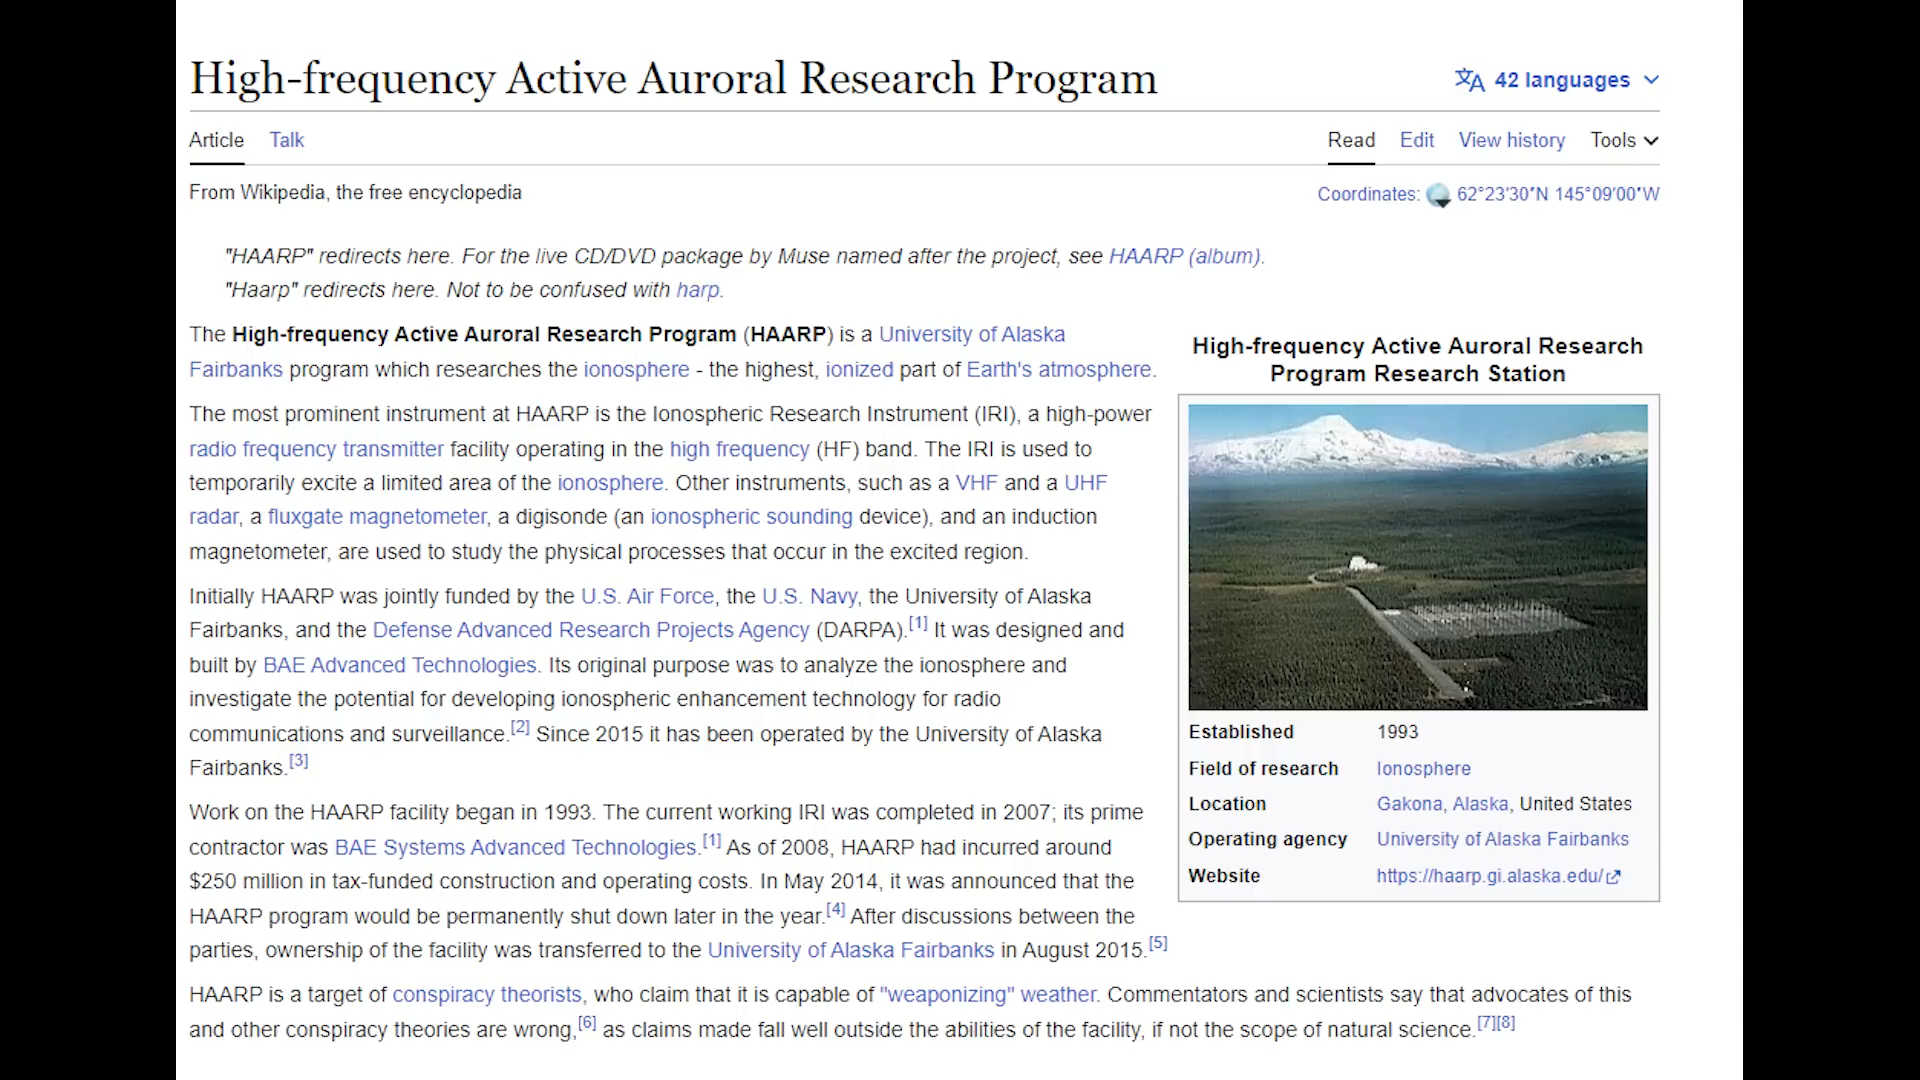 High-frequency Active Auroral Research Program
42 languages
Article Talk
Read Edit View history Tools
From Wikipedia, the free encyclopedia
Coordinates: 62°23′30″N 145°09′00″W
"HAARP" redirects here. For the live CD/DVD package by Muse named after the project, see HAARP (album).
"Haarp" redirects here. Not to be confused with harp.
The High-frequency Active Auroral Research Program (HAARP) is a University of Alaska
Fairbanks program which researches the ionosphere - the highest, ionized part of Earth's atmosphere.
The most prominent instrument at HAARP is the Ionospheric Research Instrument (IRI), a high-power
radio frequency transmitter facility operating in the high frequency (HF) band. The IRI is used to
temporarily excite a limited area of the ionosphere. Other instruments, such as a VHF and a UHF
radar, a fluxgate magnetometer, a digisonde (an ionospheric sounding device), and an induction
magnetometer, are used to study the physical processes that occur in the excited region.
Initially HAARP was jointly funded by the U.S. Air Force, the U.S. Navy, the University of Alaska
Fairbanks, and the Defense Advanced Research Projects Agency (DARPA).[1] It was designed and
built by BAE Advanced Technologies. Its original purpose was to analyze the ionosphere and
investigate the potential for developing ionospheric enhancement technology for radio
communications and surveillance.[2] Since 2015 it has been operated by the University of Alaska
Fairbanks.[3]
Work on the HAARP facility began in 1993. The current working IRI was completed in 2007; its prime
contractor was BAE Systems Advanced Technologies.[1] As of 2008, HAARP had incurred around
$250 million in tax-funded construction and operating costs. In May 2014, it was announced that the
HAARP program would be permanently shut down later in the year.[4] After discussions between the
parties, ownership of the facility was transferred to the University of Alaska Fairbanks in August 2015.[5]
HAARP is a target of conspiracy theorists, who claim that it is capable of "weaponizing" weather. Commentators and scientists say that advocates of this
and other conspiracy theories are wrong,[6] as claims made fall well outside the abilities of the facility, if not the scope of natural science.[7][8]
High-frequency Active Auroral Research
Program Research Station
Established 1993
Field of research Ionosphere
Location Gakona, Alaska, United States
Operating agency University of Alaska Fairbanks
Website https://haarp.gi.alaska.edu/